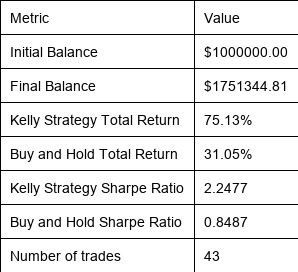 Metric Value
Initial Balance $1000000.00
Final Balance $1751344.81
Kelly Strategy Total Return 75.13%
Buy and Hold Total Return 31.05%
Kelly Strategy Sharpe Ratio 2.2477
Buy and Hold Sharpe Ratio 0.8487
Number of trades 43